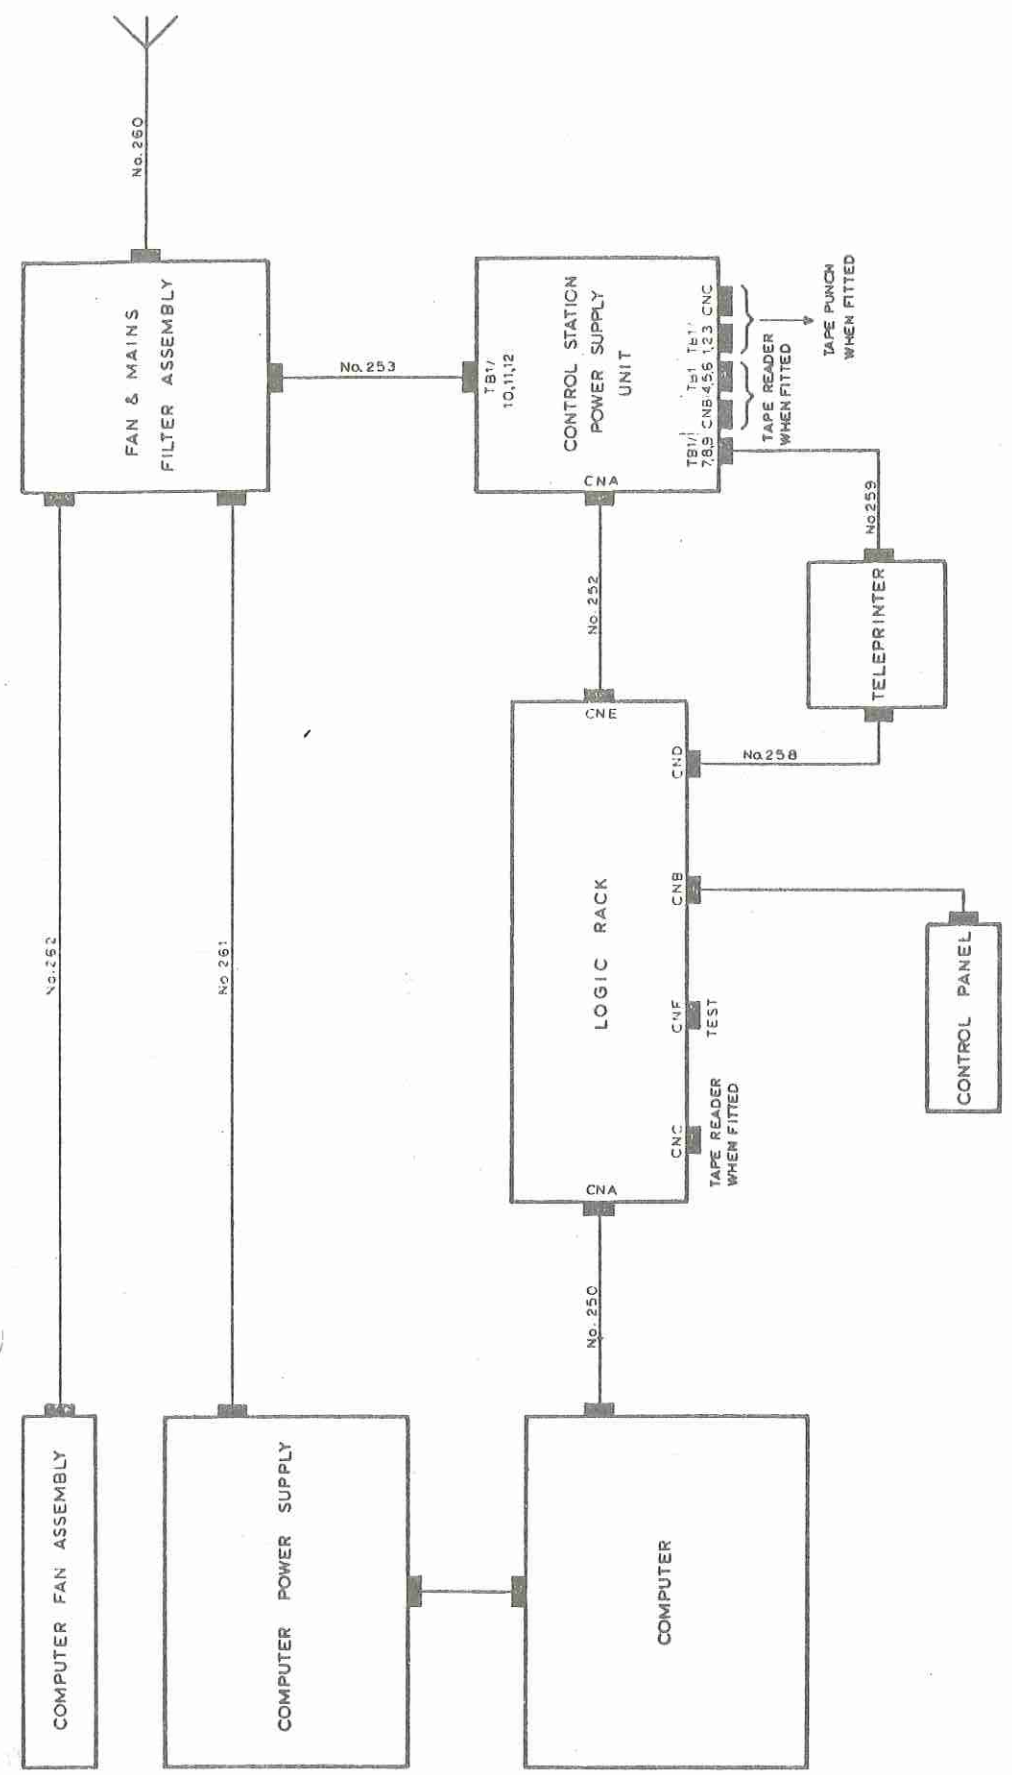 No. 260
FAN & MAINS
FILTER ASSEMBLY
No. 253
TB1/
10,11,12
CONTROL STATION
POWER SUPPLY
UNIT
CNA
TB1/
7,8,9
CNB
TB1
4,5,6
TB1/
1,2,3
CNC
TAPE READER
WHEN FITTED
TAPE PUNCH
WHEN FITTED
No. 259
TELEPRINTER
No. 258
No. 252
CNE
CND
CNB
CNF
TEST
CNC
TAPE READER
WHEN FITTED
LOGIC RACK
CNA
CONTROL PANEL
No. 262
No. 261
No. 250
COMPUTER FAN ASSEMBLY
COMPUTER POWER SUPPLY
COMPUTER